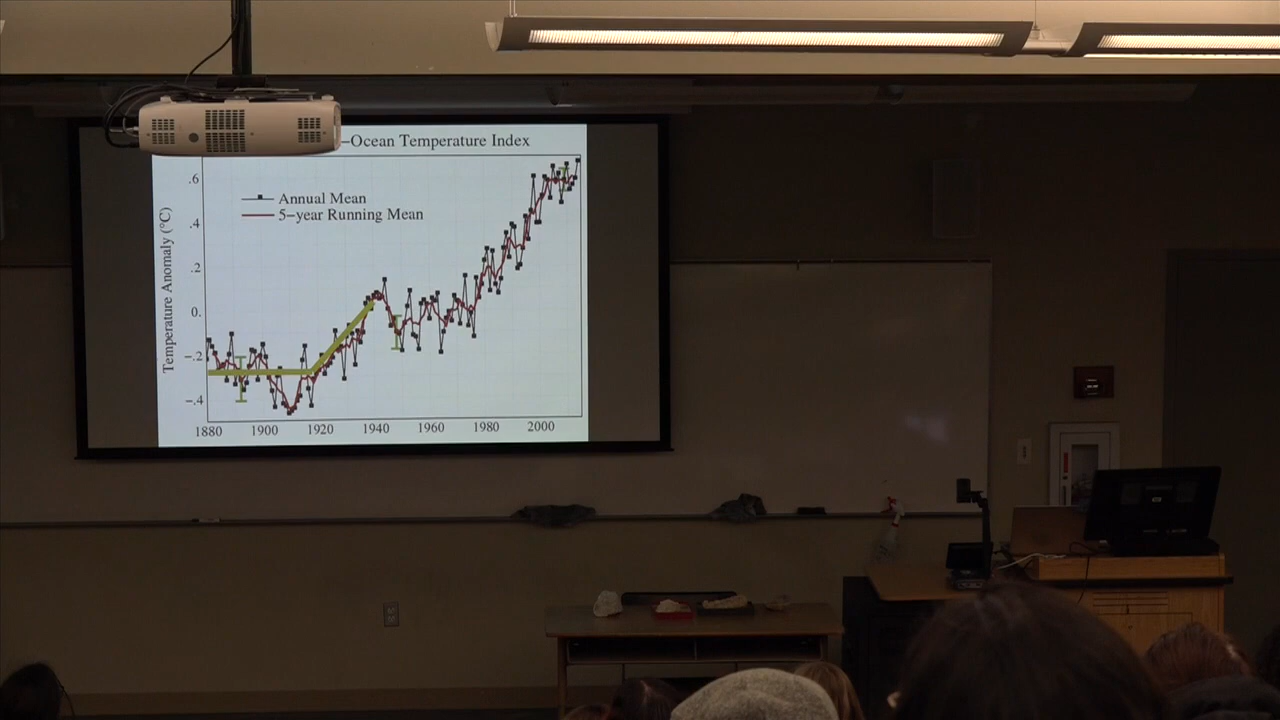 −Ocean Temperature Index
Annual Mean
5−year Running Mean
Temperature Anomaly (°C)
.6
.4
.2
0.
−.2
−.4
1880 1900 1920 1940 1960 1980 2000